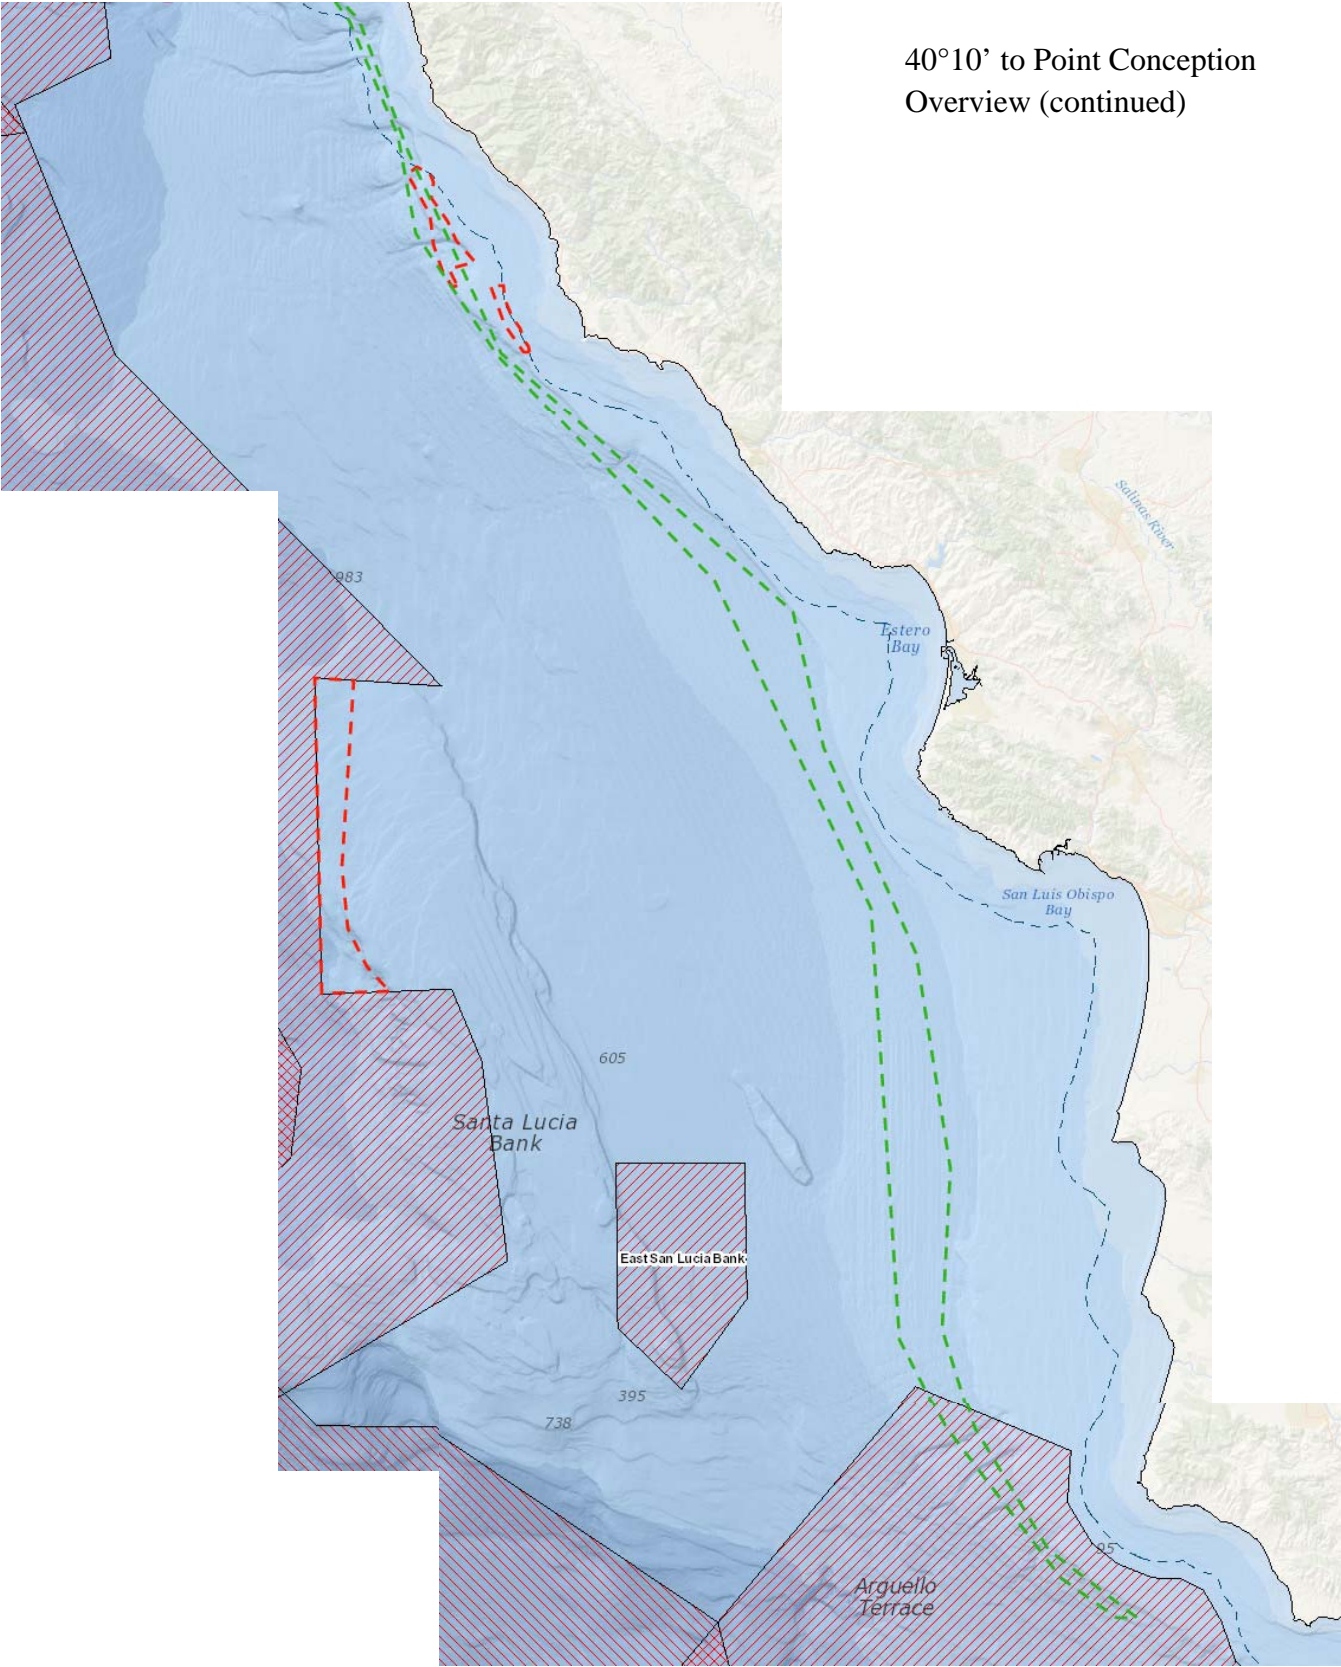 40°10’ to Point Conception
Overview (continued)
Salinas River
983
Estero
Bay
San Luis Obispo
Bay
605
Santa Lucia
Bank
East San Lucia Bank
395
738
95
Arguello
Terrace